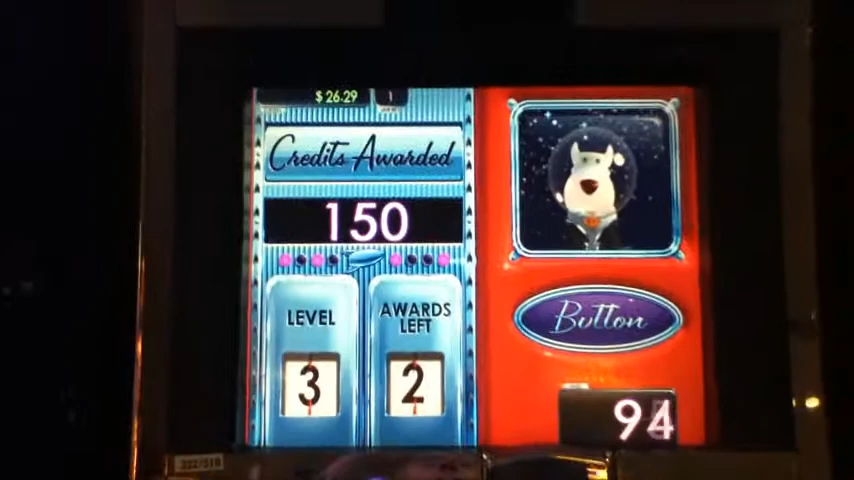 $26.29
1
Credits Awarded
150
LEVEL
AWARDS
LEFT
3
2
Button
94